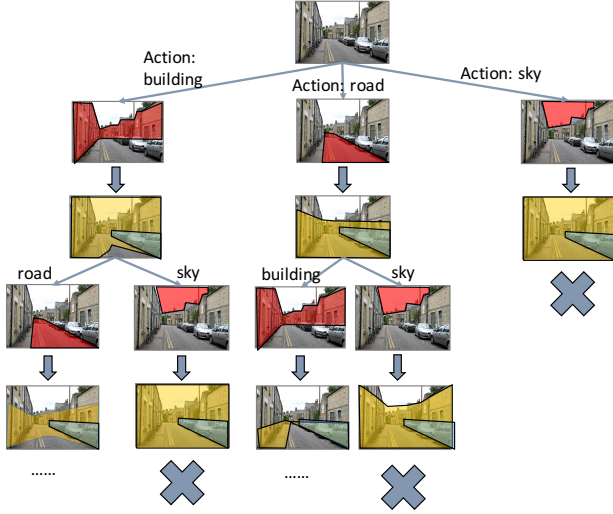 Action:
building
Action: road
Action: sky
road
sky
building
sky
......
......